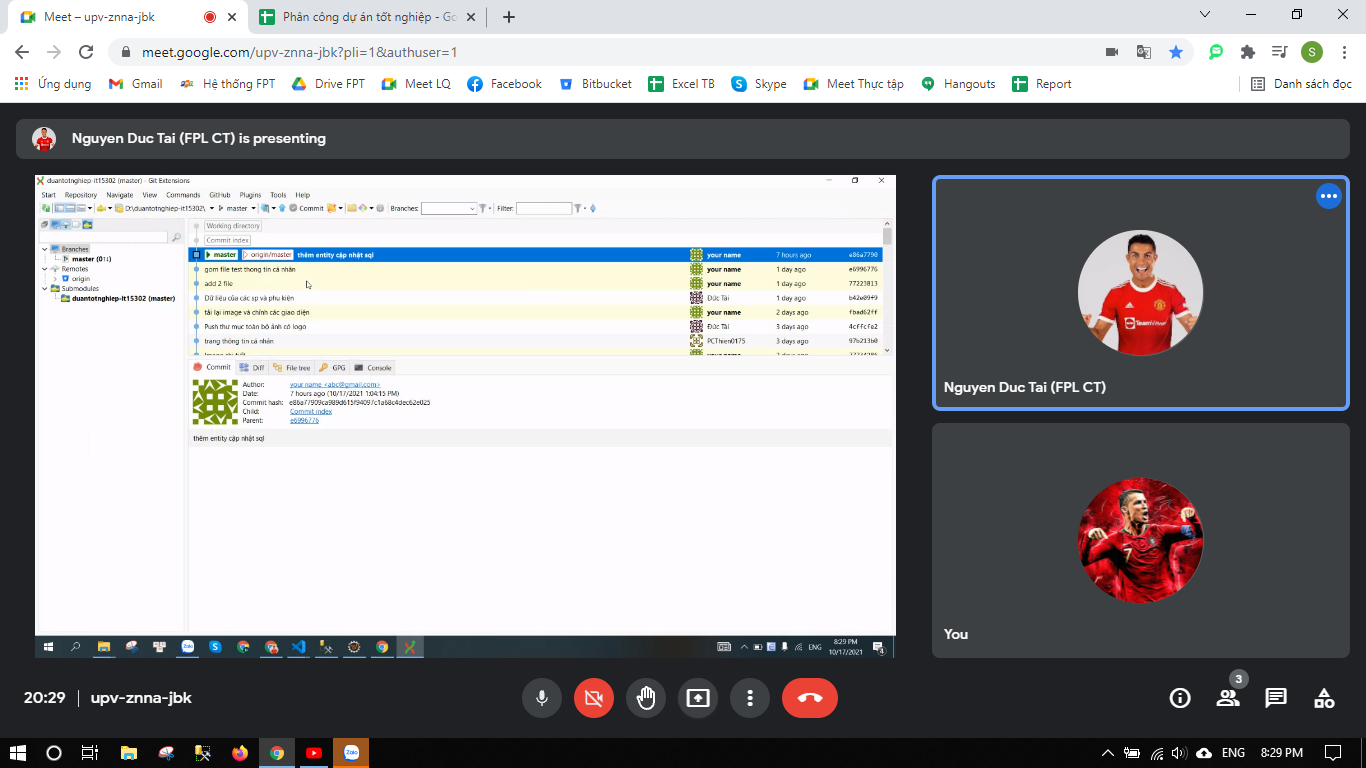 Meet – upv-znna-jbk
Phân công dự án tốt nghiệp - Go
meet.google.com/upv-znna-jbk?pli=1&authuser=1
S
Ứng dụng
Gmail
Hệ thống FPT
Drive FPT
Meet LQ
Facebook
Bitbucket
Excel TB
Skype
Meet Thực tập
Hangouts
Report
Danh sách đọc
Nguyen Duc Tai (FPL CT) is presenting
duantotnghiep-it15302 (master) - Git Extensions
Start Repository Navigate View Commands GitHub Plugins Tools Help
D:\duantotnghiep-it15302\ master Commit Branches: Filter:
Working directory
Commit index
Branches
master (0↑↓)
Remotes
origin
Submodules
duantotnghiep-it15302 (master)
master origin/master thêm entity cập nhật sql your name 7 hours ago e86a7790
gom file test thong tin cá nhân your name 1 day ago e6996776
add 2 file your name 1 day ago 77223813
Dữ liệu của các sp và phu kiện Đức Tài 1 day ago b42e09f9
tải lại image và chỉnh các giao diện your name 2 days ago fbad62ff
Push thư mục toàn bộ ảnh có logo Đức Tài 3 days ago 4cffcfa2
trang thông tin cá nhân PCThien0175 3 days ago 97b213b0
Commit Diff File tree GPG Console
Author: your name <abc@gmail.com>
Date: 7 hours ago (10/17/2021 1:04:15 PM)
Commit hash: e86a77909ca989d615f94097c1a68c4dec62e025
Child: Commit index
Parent: e6996776
thêm entity cập nhật sql
Zalo
ENG
8:29 PM
10/17/2021
4
Nguyen Duc Tai (FPL CT)
You
20:29
upv-znna-jbk
3
Zalo
ENG
8:29 PM